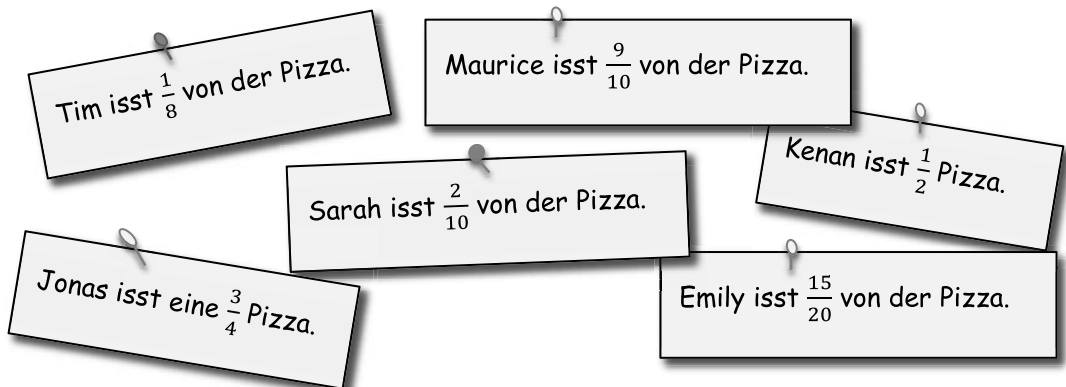 Tim isst 1/8 von der Pizza.
Maurice isst 9/10 von der Pizza.
Kenan isst 1/2 Pizza.
Sarah isst 2/10 von der Pizza.
Jonas isst eine 3/4 Pizza.
Emily isst 15/20 von der Pizza.